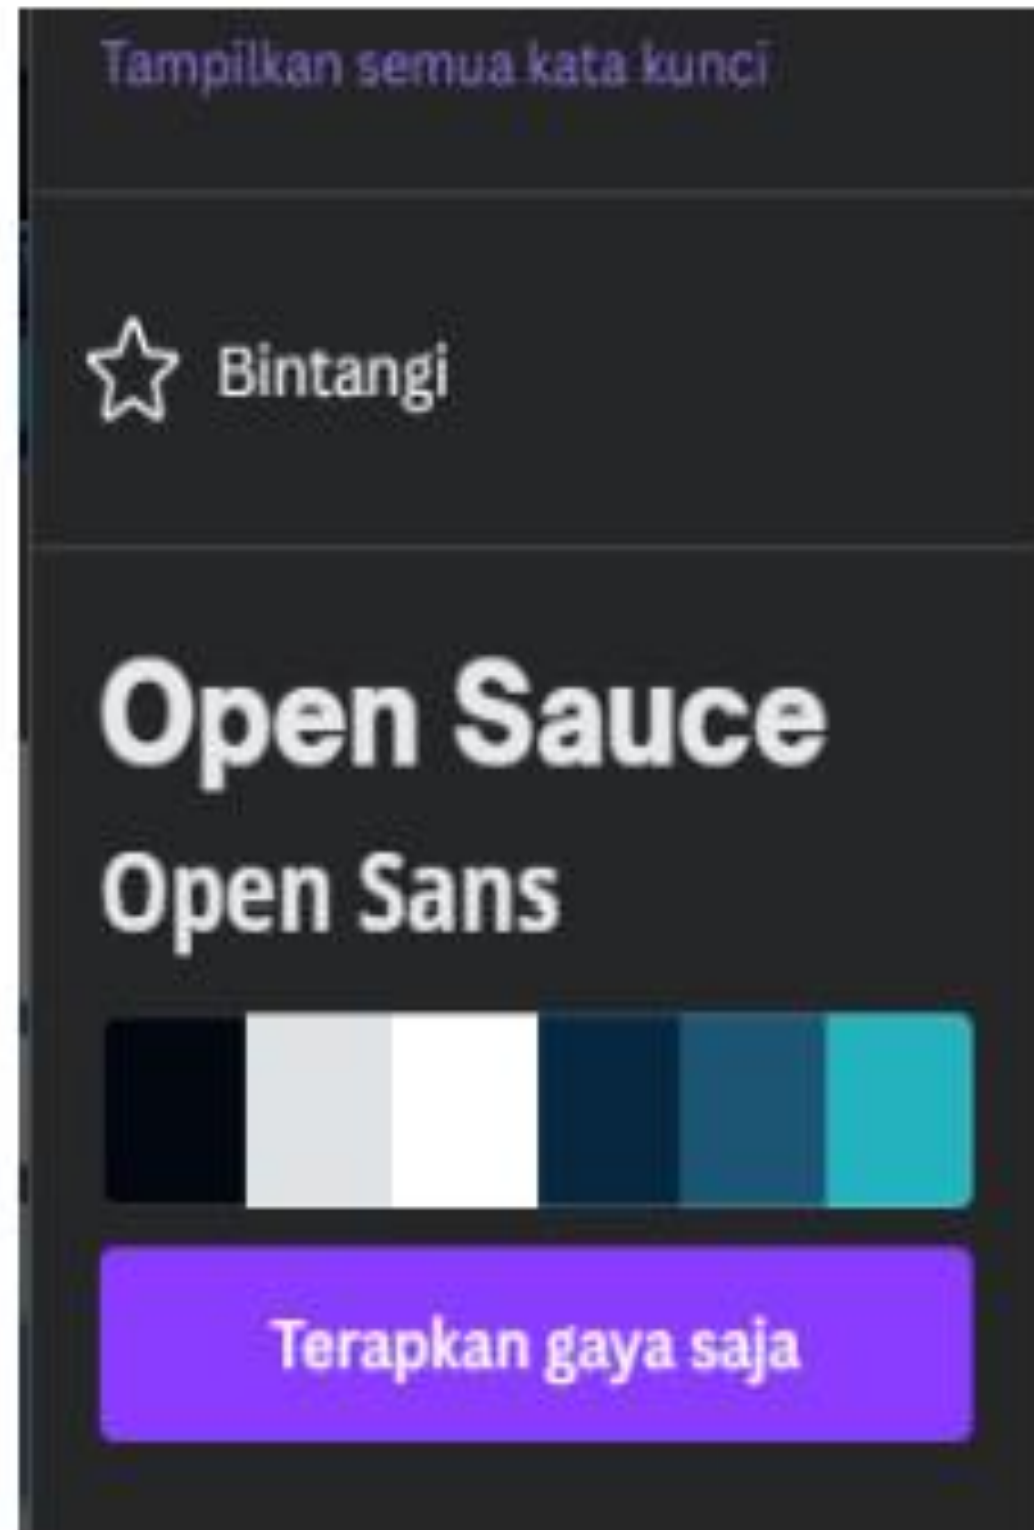 Tampilkan semua kata kunci
Bintangi
Open Sauce
Open Sans
Terapkan gaya saja